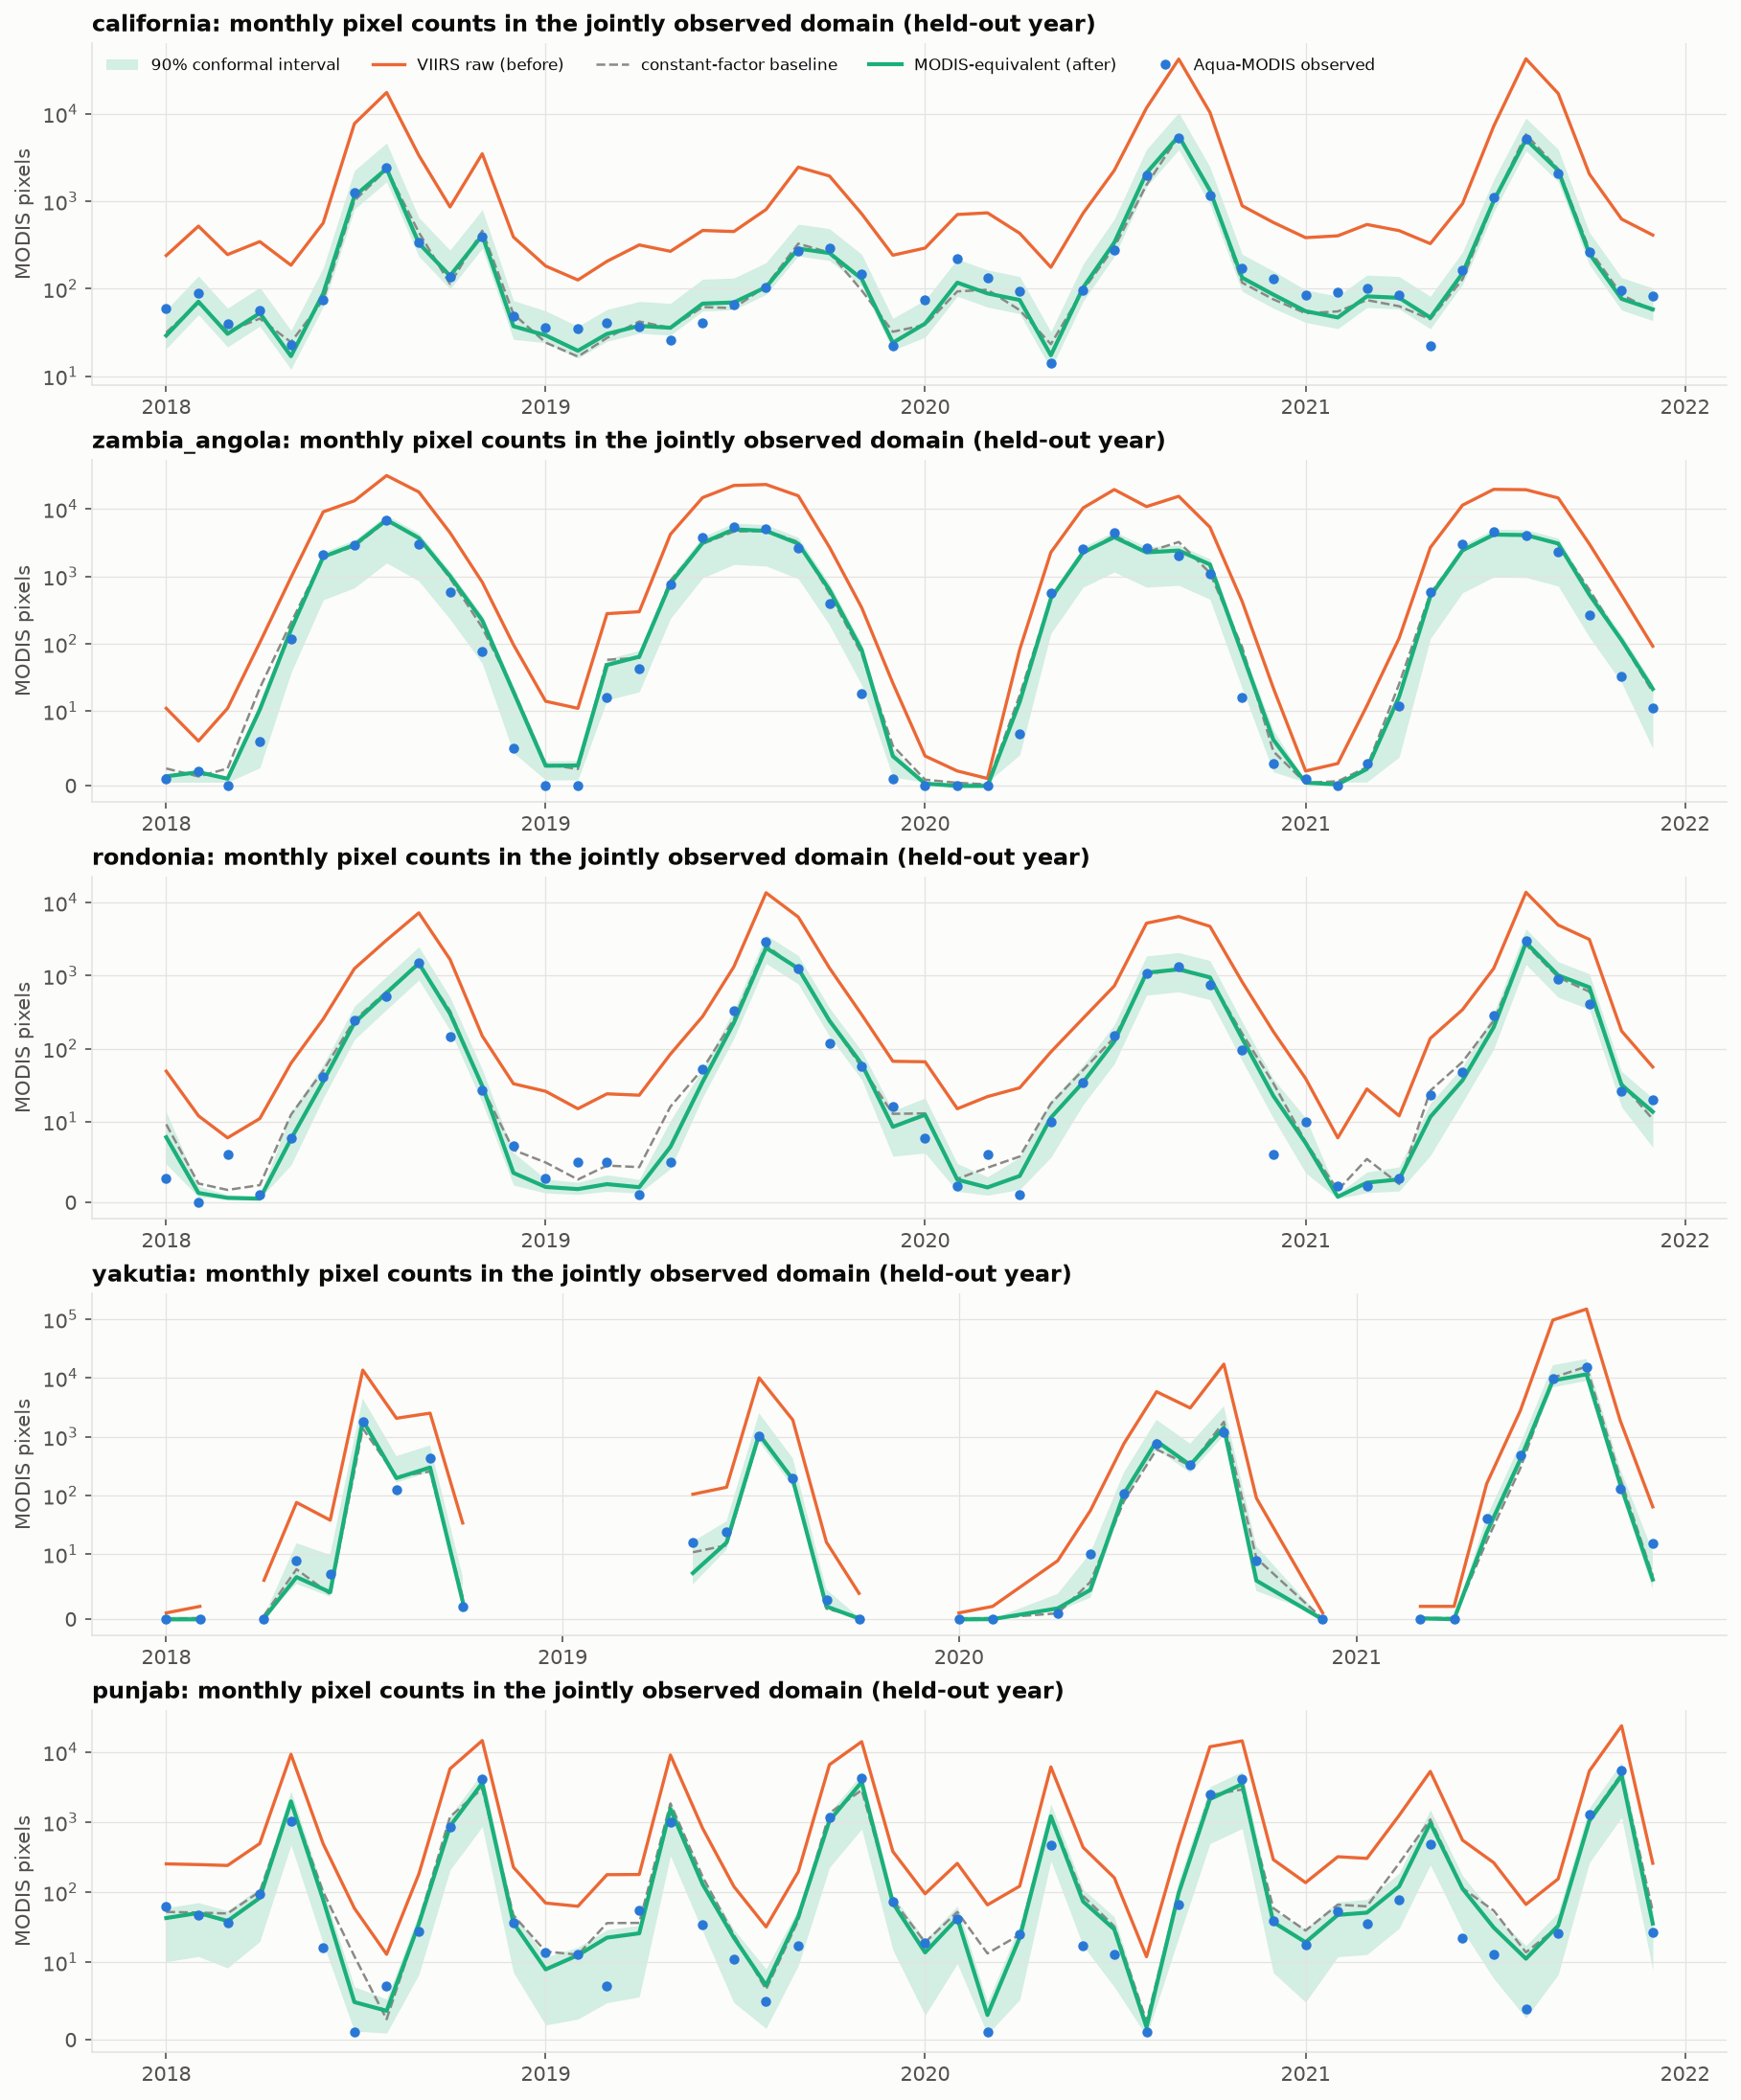 california: monthly pixel counts in the jointly observed domain (held-out year)
90% conformal interval VIIRS raw (before) constant-factor baseline MODIS-equivalent (after) Aqua-MODIS observed
MODIS pixels
10⁴
10³
10²
10¹
2018 2019 2020 2021 2022
zambia_angola: monthly pixel counts in the jointly observed domain (held-out year)
MODIS pixels
10⁴
10³
10²
10¹
0
2018 2019 2020 2021 2022
rondonia: monthly pixel counts in the jointly observed domain (held-out year)
MODIS pixels
10⁴
10³
10²
10¹
0
2018 2019 2020 2021 2022
yakutia: monthly pixel counts in the jointly observed domain (held-out year)
MODIS pixels
10⁵
10⁴
10³
10²
10¹
0
2018 2019 2020 2021
punjab: monthly pixel counts in the jointly observed domain (held-out year)
MODIS pixels
10⁴
10³
10²
10¹
0
2018 2019 2020 2021 2022